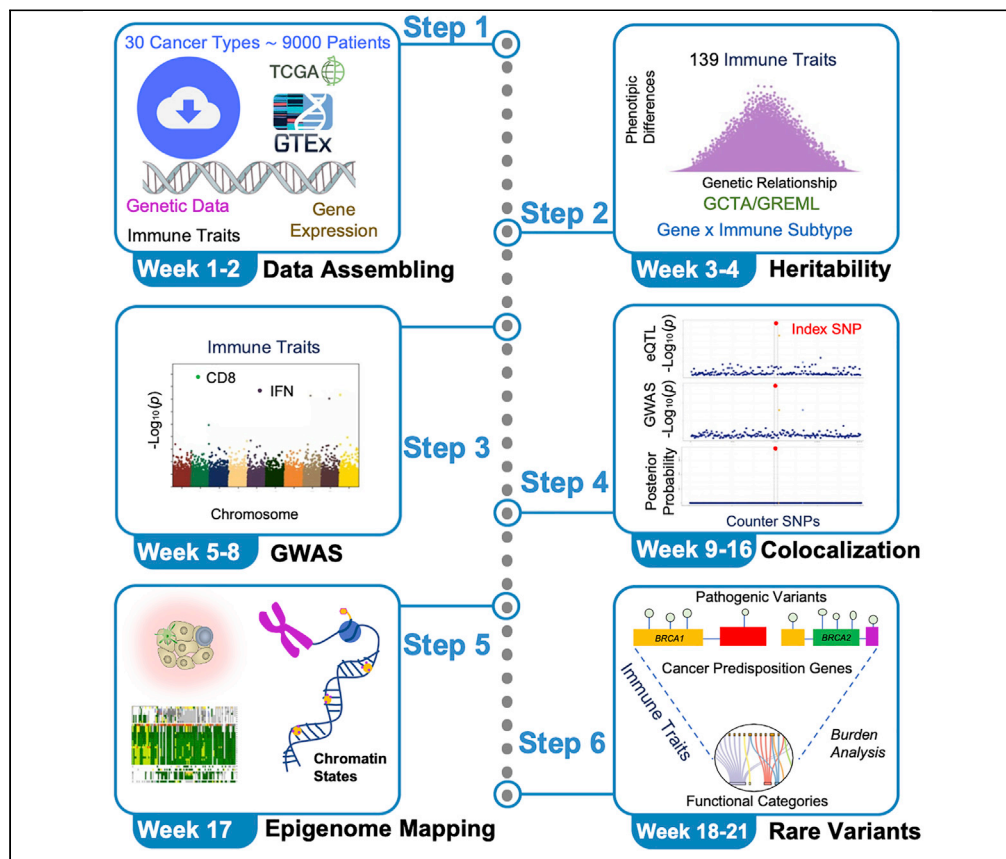 Step 1
30 Cancer Types ~ 9000 Patients
TCGA
GTEx
Genetic Data
Gene
Expression
Immune Traits
Week 1-2 Data Assembling
Step 2
139 Immune Traits
Phenotipic
Differences
Genetic Relationship
GCTA/GREML
Gene x Immune Subtype
Week 3-4 Heritability
Step 3
Immune Traits
CD8
IFN
-Log₁₀(p)
Chromosome
Week 5-8 GWAS
Step 4
Index SNP
eQTL
-Log₁₀(p)
GWAS
-Log₁₀(p)
Posterior
Probability
Counter SNPs
Week 9-16 Colocalization
Step 5
Chromatin
States
Week 17 Epigenome Mapping
Step 6
Pathogenic Variants
BRCA1
BRCA2
Cancer Predisposition Genes
Immune Traits
Burden
Analysis
Functional Categories
Week 18-21 Rare Variants